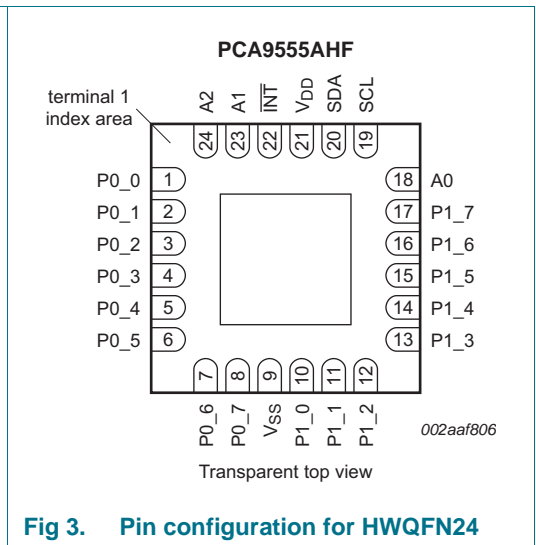 PCA9555AHF
terminal 1
index area
A2 A1 INT VDD SDA SCL
24 23 22 21 20 19
P0_0 1 18 A0
P0_1 2 17 P1_7
P0_2 3 16 P1_6
P0_3 4 15 P1_5
P0_4 5 14 P1_4
P0_5 6 13 P1_3
7 8 9 10 11 12
P0_6 P0_7 VSS P1_0 P1_1 P1_2
002aaf806
Transparent top view
Fig 3. Pin configuration for HWQFN24